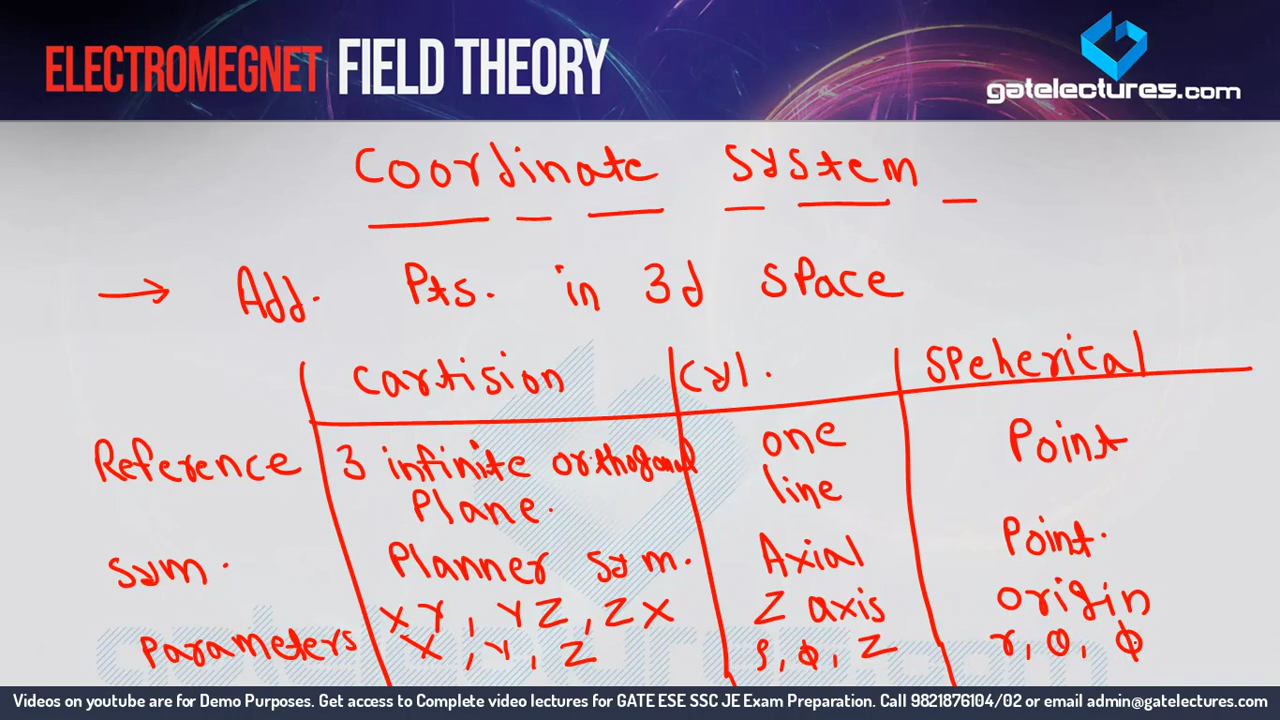 ELECTROMEGNET FIELD THEORY
gatelectures.com
Coordinate system
→ Add. Pts. in 3d space
Cartision Cyl. Speherical
Reference 3 infinite orthogonal Plane. one line Point
Sym. Planner sym. Axial Point.
XY, YZ, ZX Z axis origin
Parameters X, Y, Z ρ, φ, Z r, θ, φ
gatelectures.com
Videos on youtube are for Demo Purposes. Get access to Complete video lectures for GATE ESE SSC JE Exam Preparation. Call 9821876104/02 or email admin@gatelectures.com